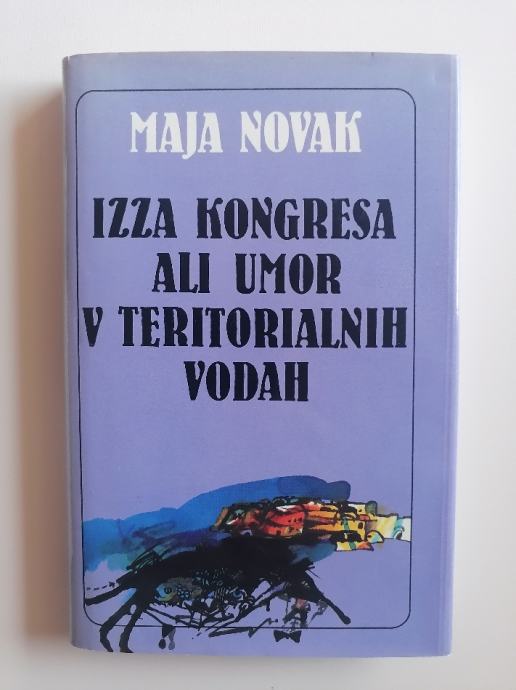 MAJA NOVAK
IZZA KONGRESA
ALI UMOR
V TERITORIALNIH
VODAH